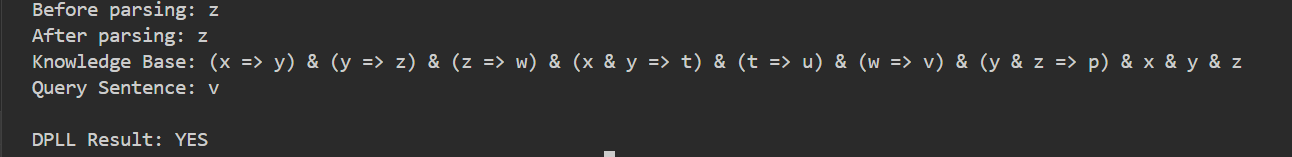 Before parsing: z
After parsing: z
Knowledge Base: (x => y) & (y => z) & (z => w) & (x & y => t) & (t => u) & (w => v) & (y & z => p) & x & y & z
Query Sentence: v
DPLL Result: YES